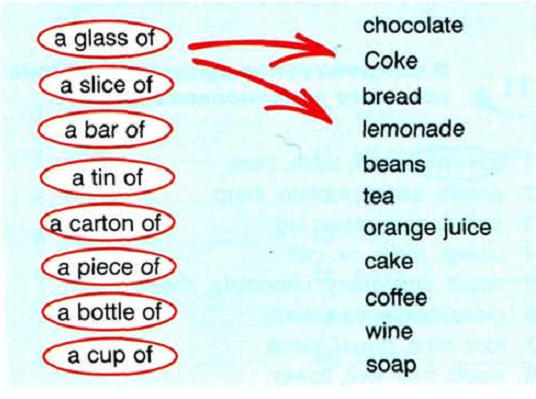 a glass of
a slice of
a bar of
a tin of
a carton of
a piece of
a bottle of
a cup of
chocolate
Coke
bread
lemonade
beans
tea
orange juice
cake
coffee
wine
soap